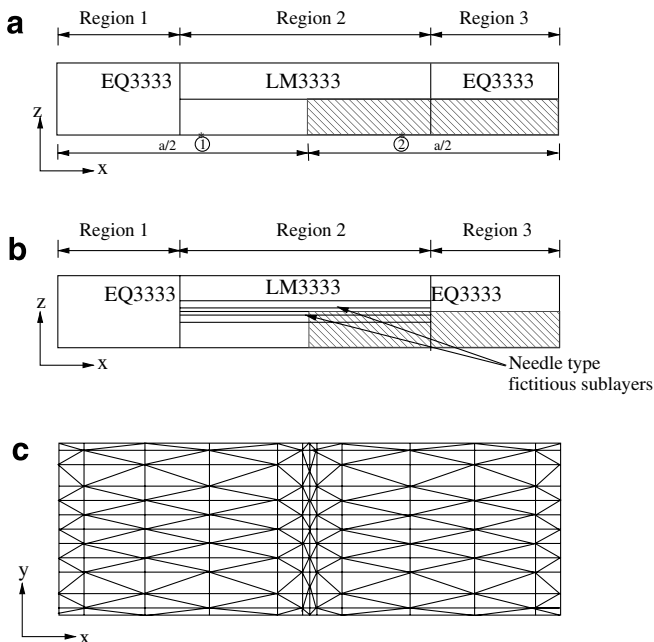 a
Region 1 Region 2 Region 3
EQ3333 LM3333 EQ3333
z
a/2 1 2 a/2
x
b
Region 1 Region 2 Region 3
EQ3333 LM3333 EQ3333
z
x
Needle type
fictitious sublayers
c
y
x